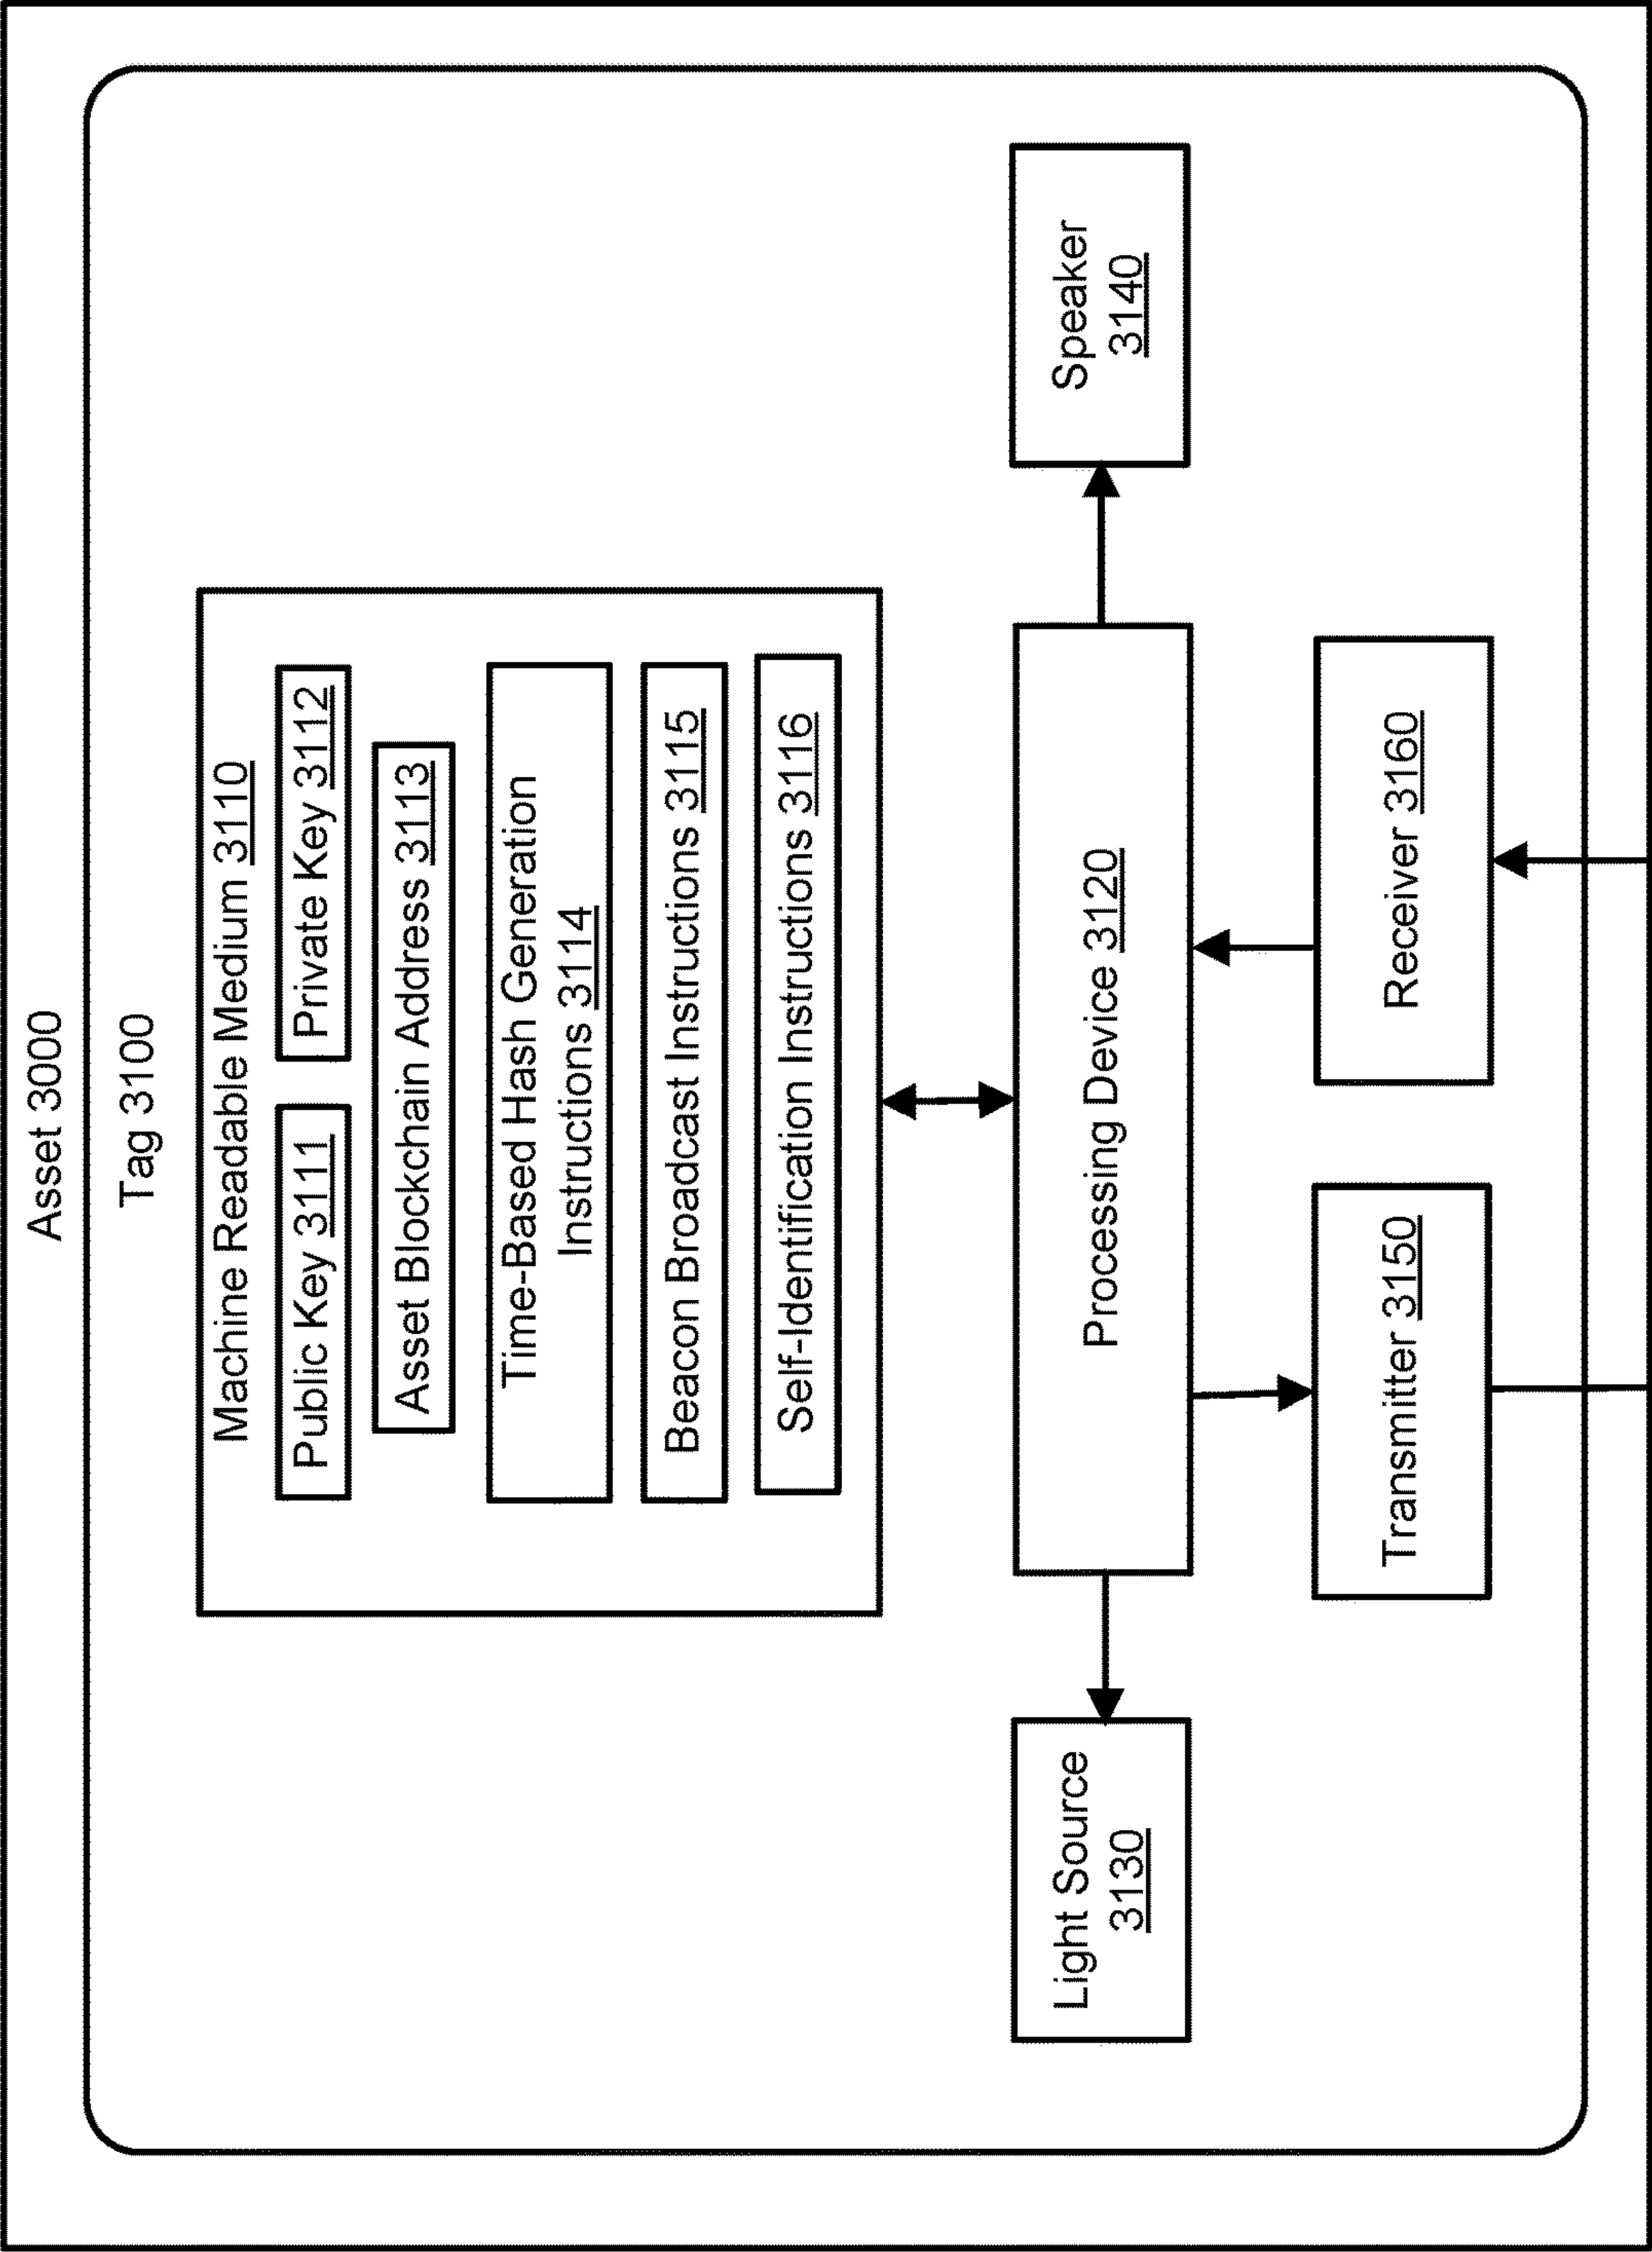 Asset 3000
Tag 3100
Machine Readable Medium 3110
Public Key 3111
Private Key 3112
Asset Blockchain Address 3113
Time-Based Hash Generation
Instructions 3114
Beacon Broadcast Instructions 3115
Self-Identification Instructions 3116
Light Source
3130
Processing Device 3120
Speaker
3140
Transmitter 3150
Receiver 3160